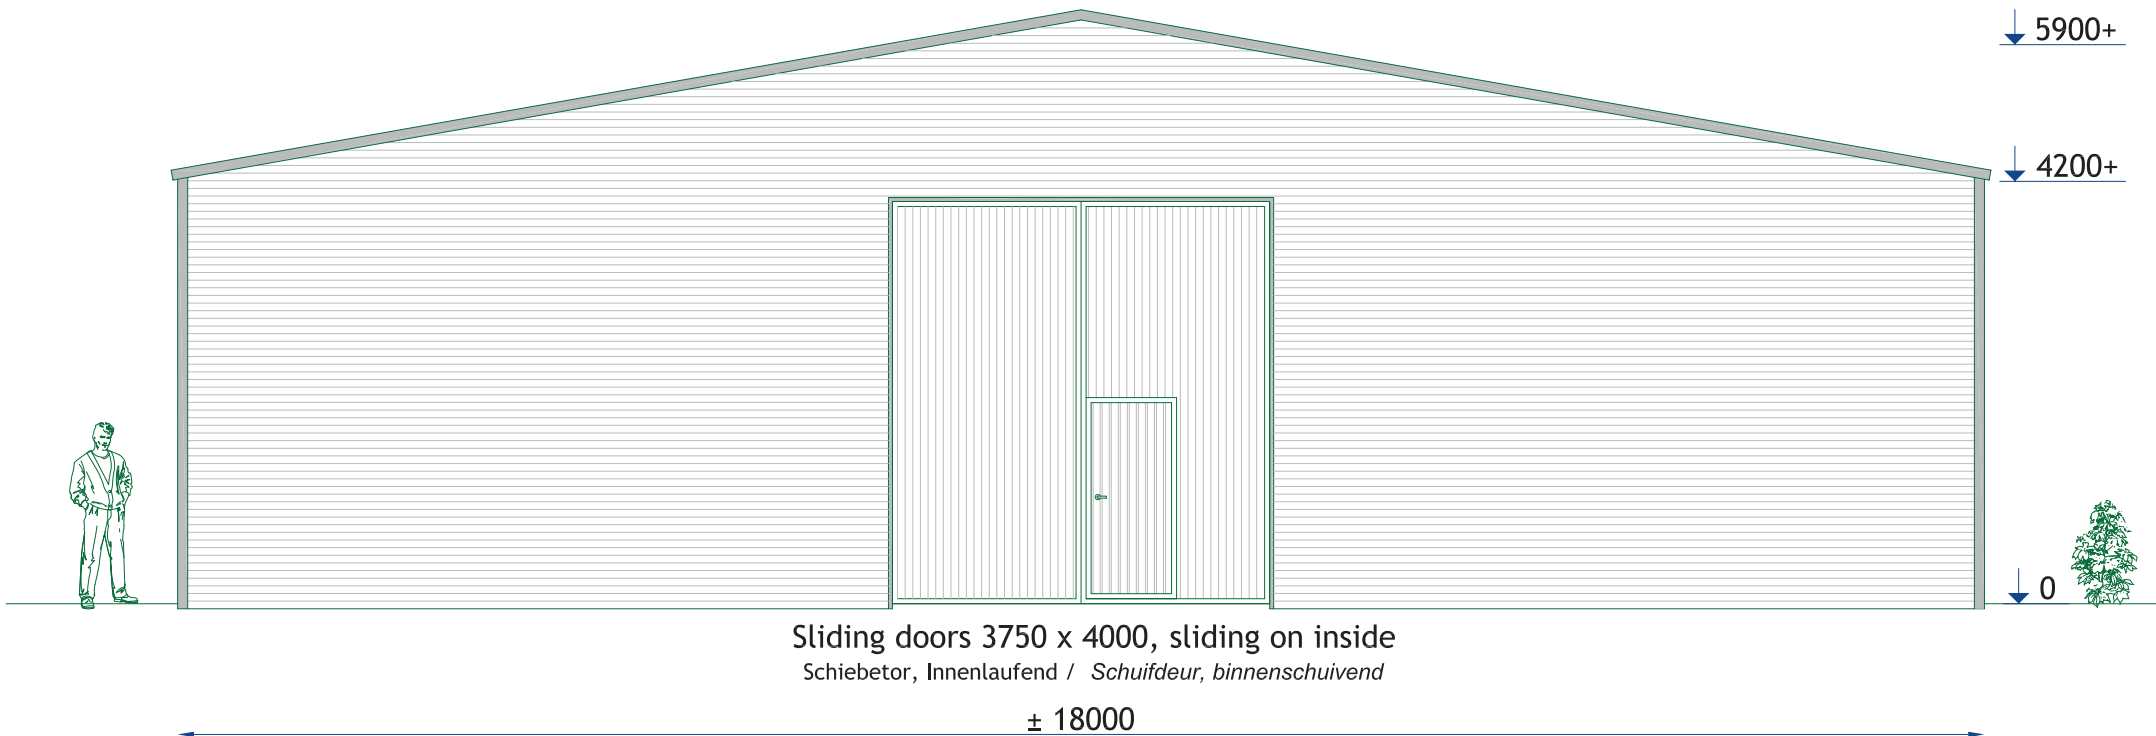 5900+
4200+
0
Sliding doors 3750 x 4000, sliding on inside
Schiebetor, Innenlaufend / Schuifdeur, binnenschuivend
± 18000